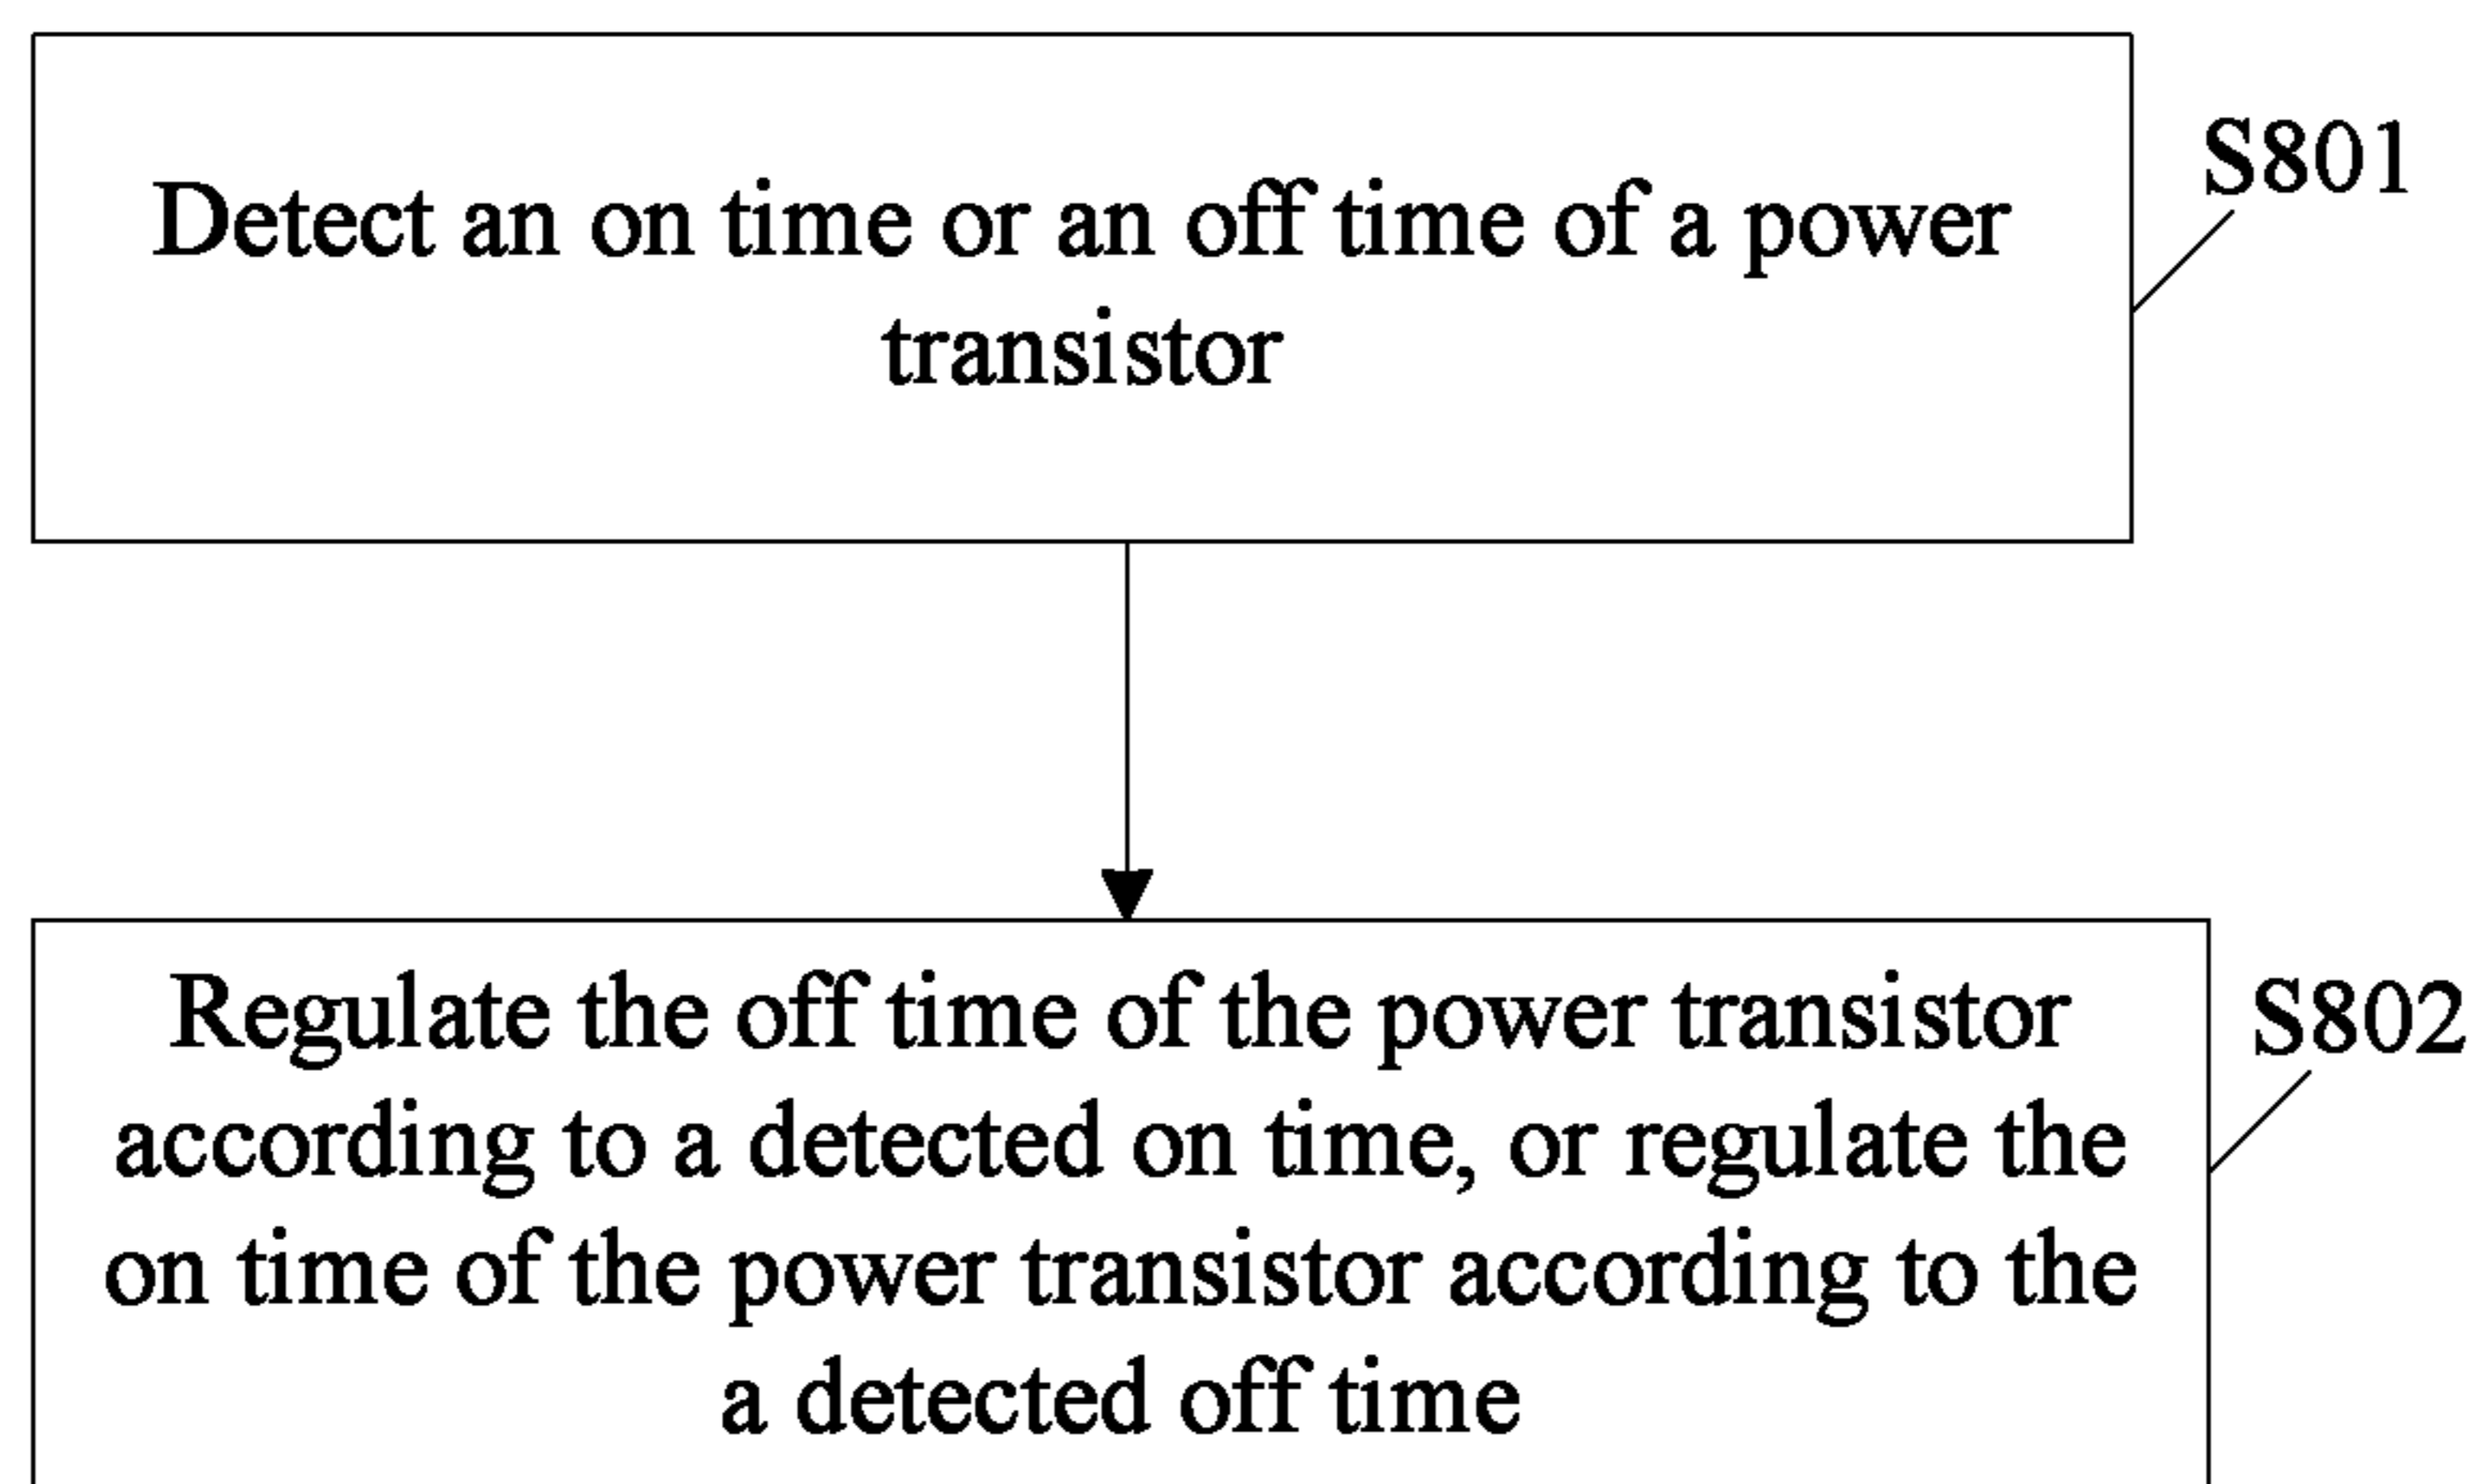 Detect an on time or an off time of a power
transistor
S801
Regulate the off time of the power transistor
according to a detected on time, or regulate the
on time of the power transistor according to the
a detected off time
S802